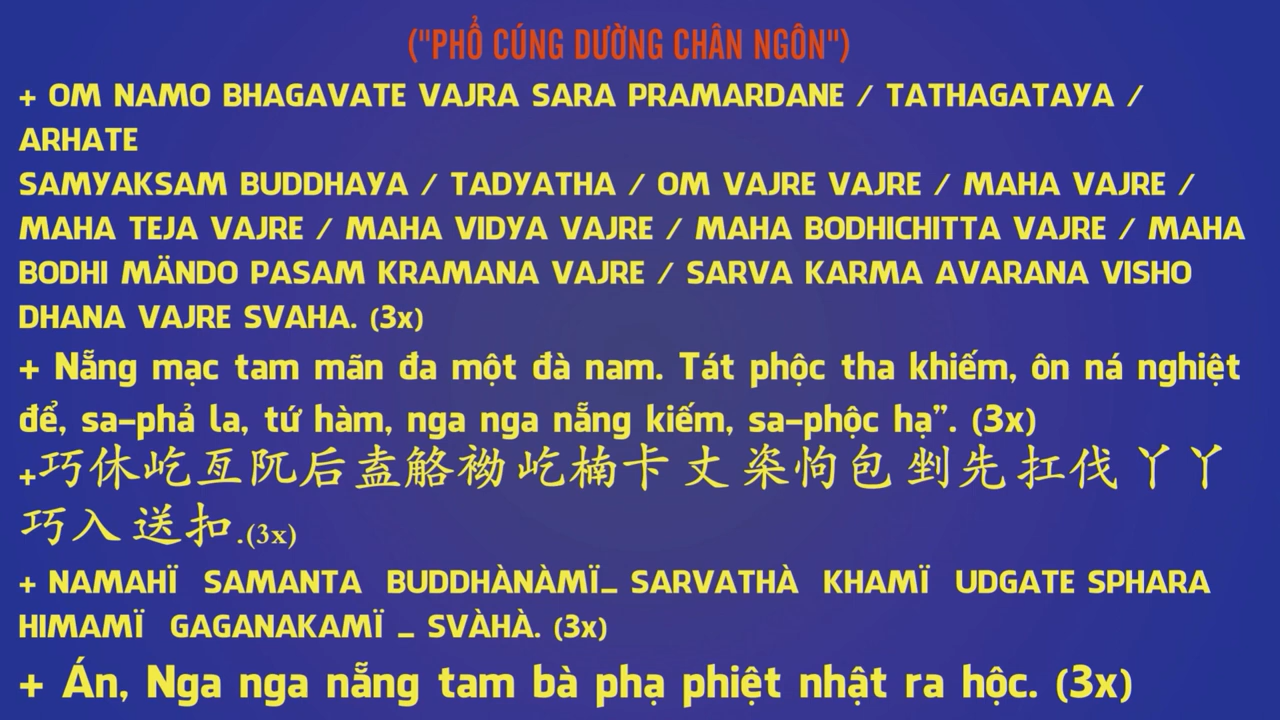 ("PHỔ CÚNG DƯỜNG CHÂN NGÔN")
+ OM NAMO BHAGAVATE VAJRA SARA PRAMARDANE / TATHAGATAYA /
ARHATE
SAMYAKSAM BUDDHAYA / TADYATHA / OM VAJRE VAJRE / MAHA VAJRE /
MAHA TEJA VAJRE / MAHA VIDYA VAJRE / MAHA BODHICHITTA VAJRE / MAHA
BODHI MÄNDO PASAM KRAMANA VAJRE / SARVA KARMA AVARANA VISHO
DHANA VAJRE SVAHA. (3x)
+ Nẵng mạc tam mãn đa một đà nam. Tát phộc tha khiếm, ôn ná nghiệt
để, sa-phả la, tứ hàm, nga nga nẵng kiếm, sa-phộc hạ”. (3x)
+巧休屹亙阢后盍觡袎屹楠卡丈栥怐包剉先扛伐丫丫
巧入送扣.(3x)
+ NAMAHÏ SAMANTA BUDDHÀNÀMÏ_ SARVATHÀ KHAMÏ UDGATE SPHARA
HIMAMÏ GAGANAKAMÏ _ SVÀHÀ. (3x)
+ Án, Nga nga nẵng tam bà phạ phiệt nhật ra hộc. (3x)